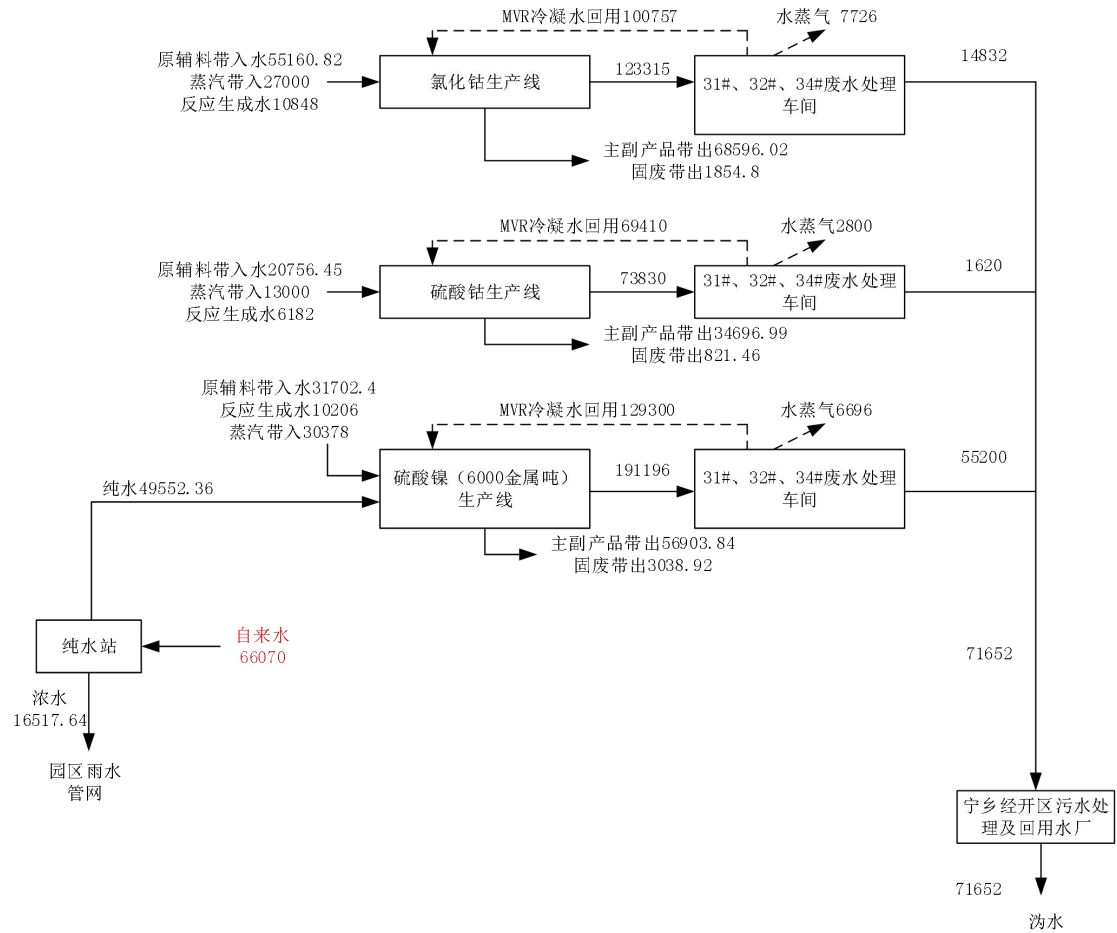 MVR冷凝水回用100757
水蒸气 7726
原辅料带入水55160.82
蒸汽带入27000
反应生成水10848
氯化钴生产线
123315
31#、32#、34#废水处理
车间
14832
主副产品带出68596.02
固废带出1854.8
MVR冷凝水回用69410
水蒸气2800
原辅料带入水20756.45
蒸汽带入13000
反应生成水6182
硫酸钴生产线
73830
31#、32#、34#废水处理
车间
1620
主副产品带出34696.99
固废带出821.46
原辅料带入水31702.4
反应生成水10206
蒸汽带入30378
MVR冷凝水回用129300
水蒸气6696
硫酸镍（6000金属吨）
生产线
191196
31#、32#、34#废水处理
车间
55200
纯水49552.36
主副产品带出56903.84
固废带出3038.92
纯水站
自来水
66070
71652
浓水
16517.64
园区雨水
管网
宁乡经开区污水处
理及回用水厂
71652
沩水